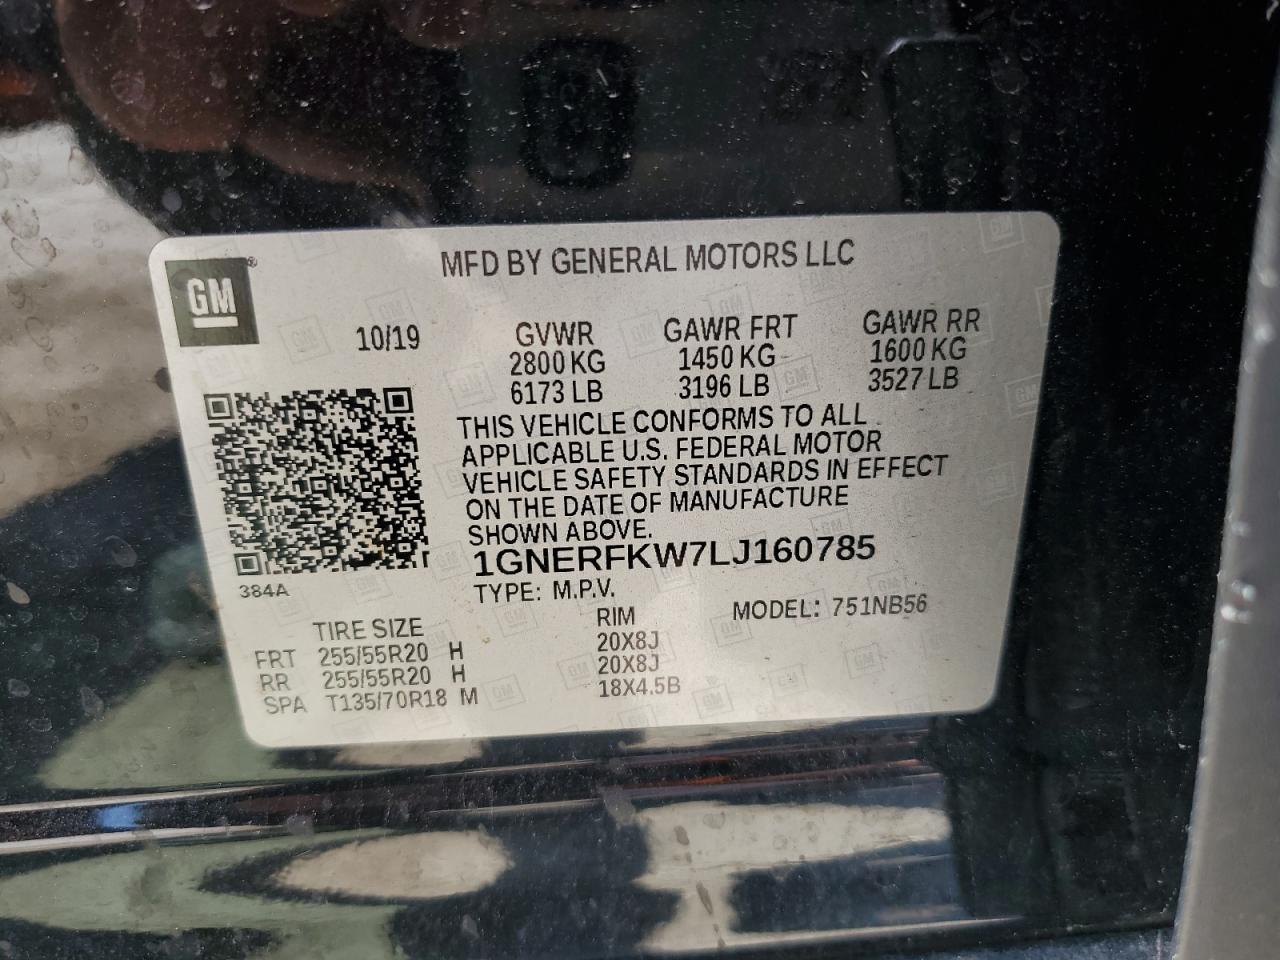 MFD BY GENERAL MOTORS LLC
GM®
10/19 GVWR GAWR FRT GAWR RR
2800 KG 1450 KG 1600 KG
6173 LB 3196 LB 3527 LB
THIS VEHICLE CONFORMS TO ALL
APPLICABLE U.S. FEDERAL MOTOR
VEHICLE SAFETY STANDARDS IN EFFECT
ON THE DATE OF MANUFACTURE
SHOWN ABOVE.
1GNERFKW7LJ160785
384A
TYPE: M.P.V. MODEL: 751NB56
TIRE SIZE RIM
FRT 255/55R20 H 20X8J
RR 255/55R20 H 20X8J
SPA T135/70R18 M 18X4.5B